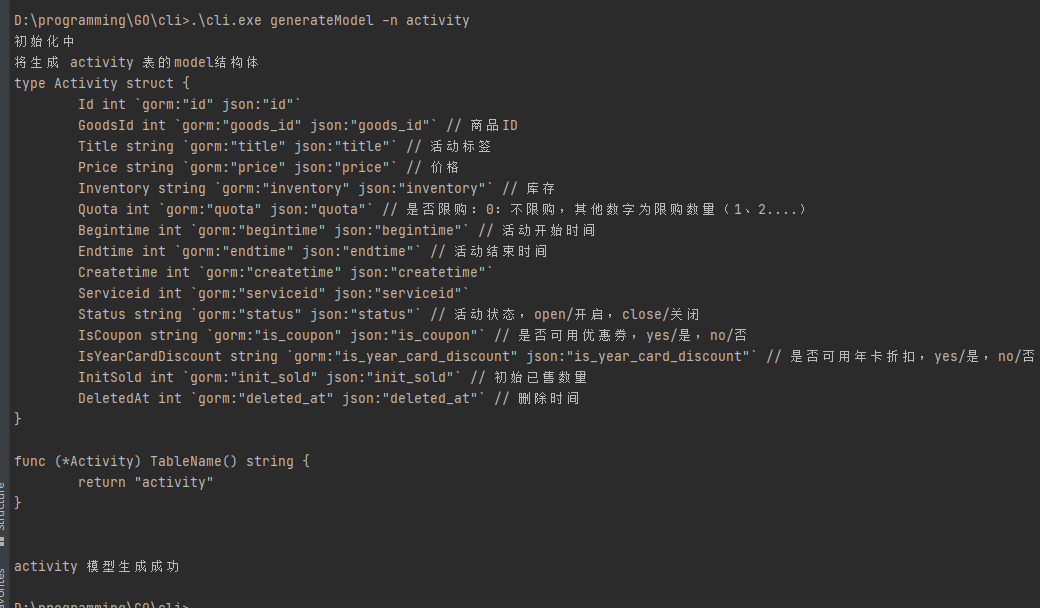 D:\programming\GO\cli>.\cli.exe generateModel -n activity
初始化中
将生成 activity 表的model结构体
type Activity struct {
Id int `gorm:"id" json:"id"`
GoodsId int `gorm:"goods_id" json:"goods_id"` // 商品ID
Title string `gorm:"title" json:"title"` // 活动标签
Price string `gorm:"price" json:"price"` // 价格
Inventory string `gorm:"inventory" json:"inventory"` // 库存
Quota int `gorm:"quota" json:"quota"` // 是否限购：0：不限购，其他数字为限购数量（1、2....）
Begintime int `gorm:"begintime" json:"begintime"` // 活动开始时间
Endtime int `gorm:"endtime" json:"endtime"` // 活动结束时间
Createtime int `gorm:"createtime" json:"createtime"`
Serviceid int `gorm:"serviceid" json:"serviceid"`
Status string `gorm:"status" json:"status"` // 活动状态，open/开启，close/关闭
IsCoupon string `gorm:"is_coupon" json:"is_coupon"` // 是否可用优惠券，yes/是，no/否
IsYearCardDiscount string `gorm:"is_year_card_discount" json:"is_year_card_discount"` // 是否可用年卡折扣，yes/是，no/否
InitSold int `gorm:"init_sold" json:"init_sold"` // 初始已售数量
DeletedAt int `gorm:"deleted_at" json:"deleted_at"` // 删除时间
}
func (*Activity) TableName() string {
return "activity"
}
activity 模型生成成功
D:\programming\GO\cli>